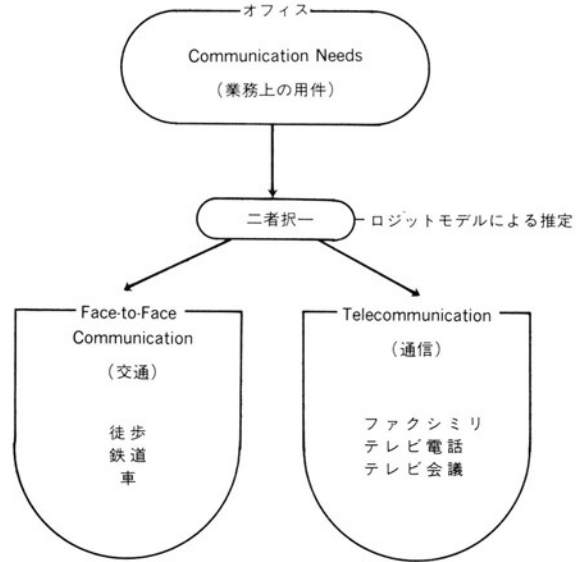 オフィス
Communication Needs
(業務上の用件)
二者択一
ロジットモデルによる推定
Face-to-Face
Communication
(交通)
徒歩
鉄道
車
Telecommunication
(通信)
ファクシミリ
テレビ電話
テレビ会議